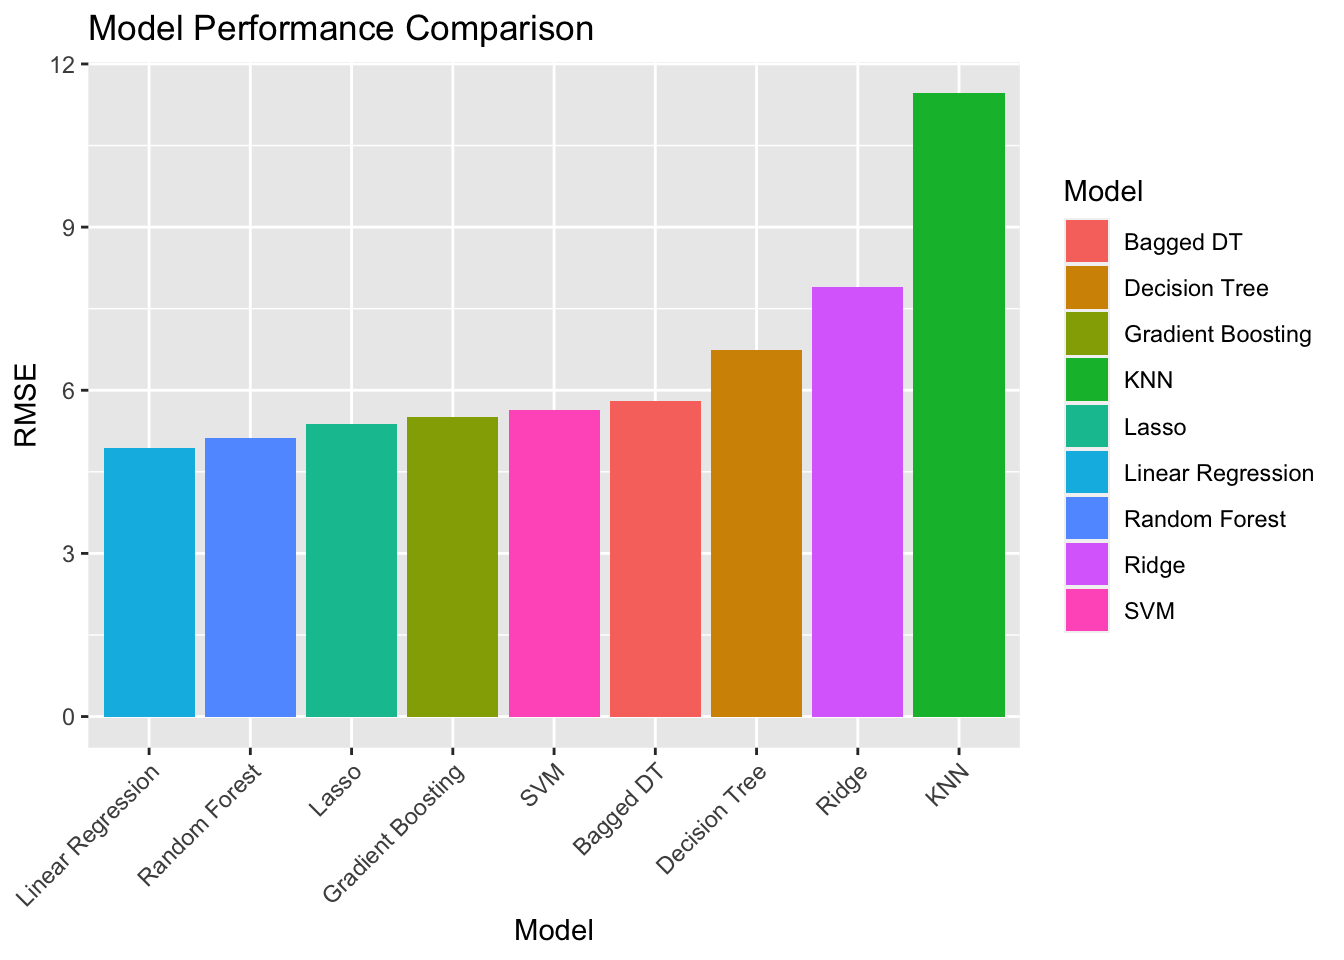 Model Performance Comparison
12
9
6
3
0
RMSE
Linear Regression
Random Forest
Lasso
Gradient Boosting
SVM
Bagged DT
Decision Tree
Ridge
KNN
Model
Model
Bagged DT
Decision Tree
Gradient Boosting
KNN
Lasso
Linear Regression
Random Forest
Ridge
SVM